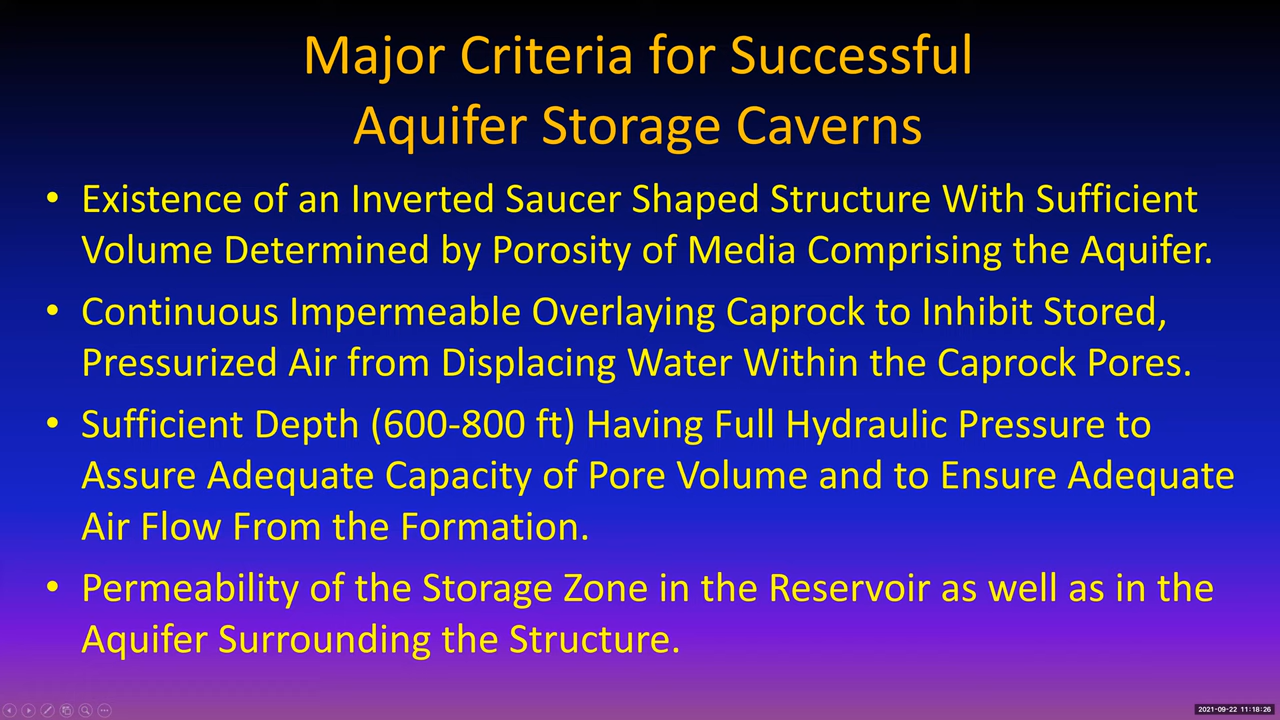 Major Criteria for Successful
Aquifer Storage Caverns
• Existence of an Inverted Saucer Shaped Structure With Sufficient
Volume Determined by Porosity of Media Comprising the Aquifer.
• Continuous Impermeable Overlaying Caprock to Inhibit Stored,
Pressurized Air from Displacing Water Within the Caprock Pores.
• Sufficient Depth (600-800 ft) Having Full Hydraulic Pressure to
Assure Adequate Capacity of Pore Volume and to Ensure Adequate
Air Flow From the Formation.
• Permeability of the Storage Zone in the Reservoir as well as in the
Aquifer Surrounding the Structure.
2021-09-22 11:18:26